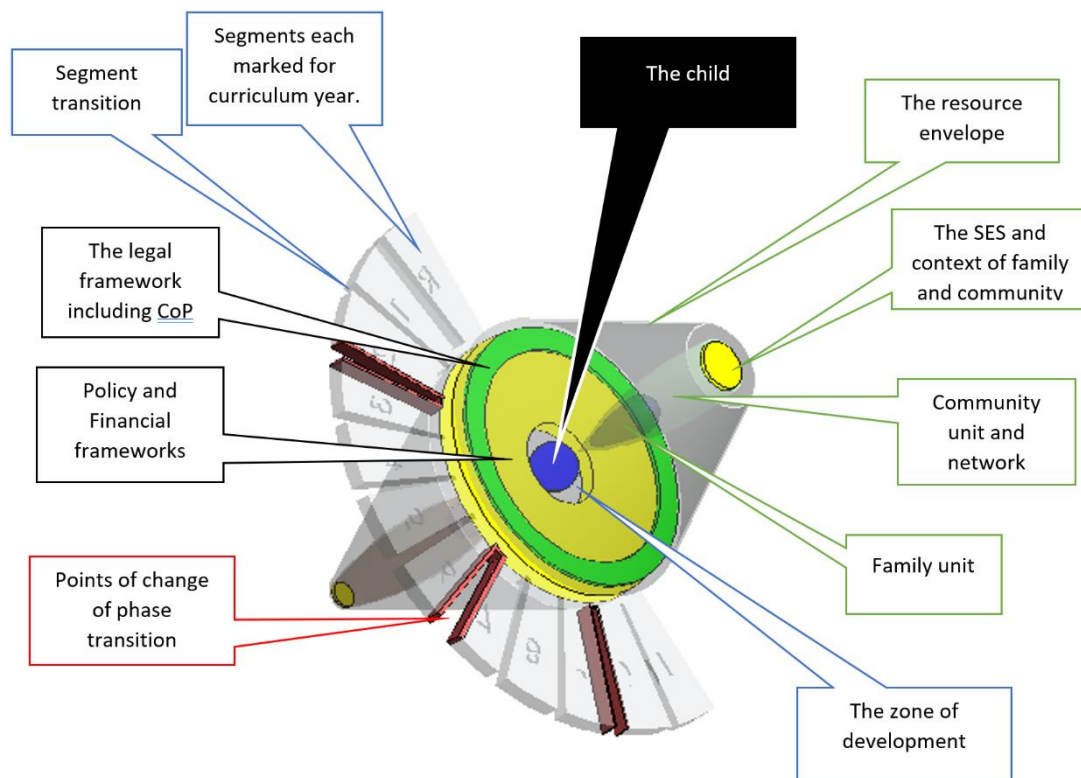 Segment
transition
Segments each
marked for
curriculum year.
The child
The resource
envelope
The legal
framework
including CoP
The SES and
context of family
and community
Policy and
Financial
frameworks
Community
unit and
network
Points of change
of phase
transition
Family unit
The zone of
development
R
1
3